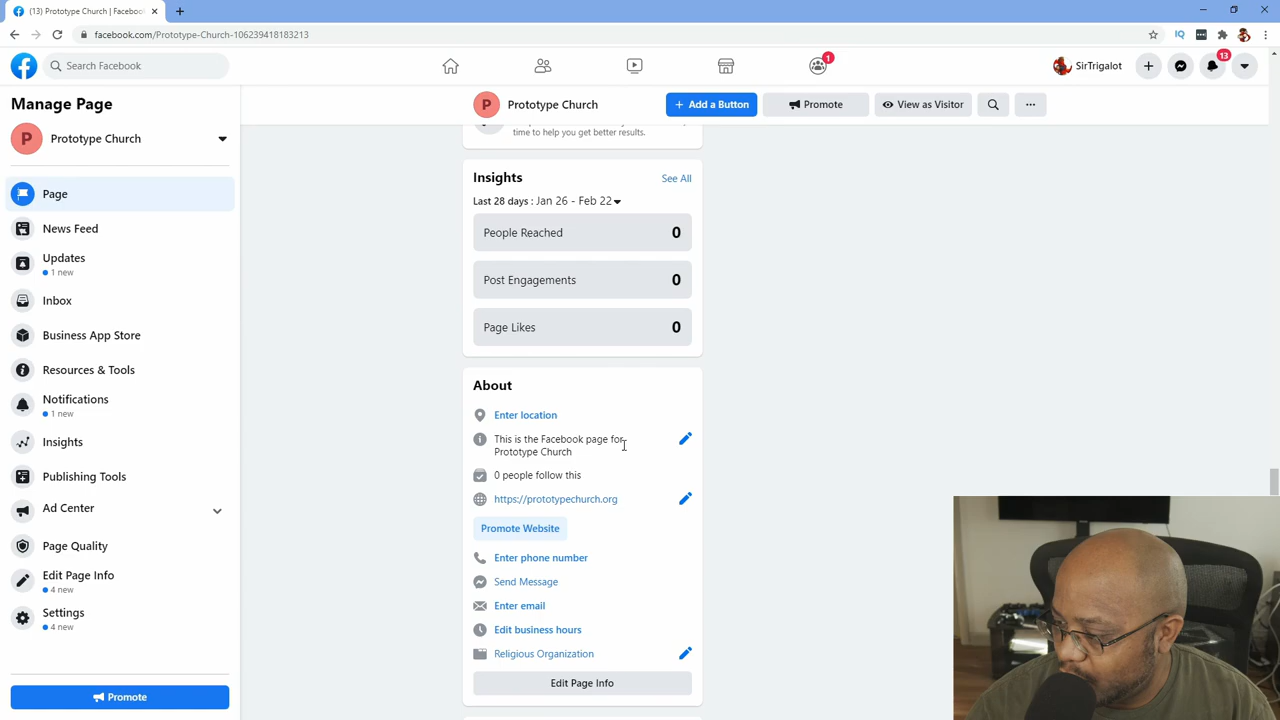 (13) Prototype Church | Faceboo
facebook.com/Prototype-Church-106239418183213
IQ
Search Facebook
1
SirTrigalot
13
Manage Page
P
Prototype Church
Page
News Feed
Updates
1 new
Inbox
Business App Store
Resources & Tools
Notifications
1 new
Insights
Publishing Tools
Ad Center
Page Quality
Edit Page Info
4 new
Settings
4 new
Promote
P
Prototype Church
Add a Button
Promote
View as Visitor
time to help you get better results.
Insights
See All
Last 28 days : Jan 26 - Feb 22
People Reached 0
Post Engagements 0
Page Likes 0
About
Enter location
This is the Facebook page for
Prototype Church
0 people follow this
https://prototypechurch.org
Promote Website
Enter phone number
Send Message
Enter email
Edit business hours
Religious Organization
Edit Page Info